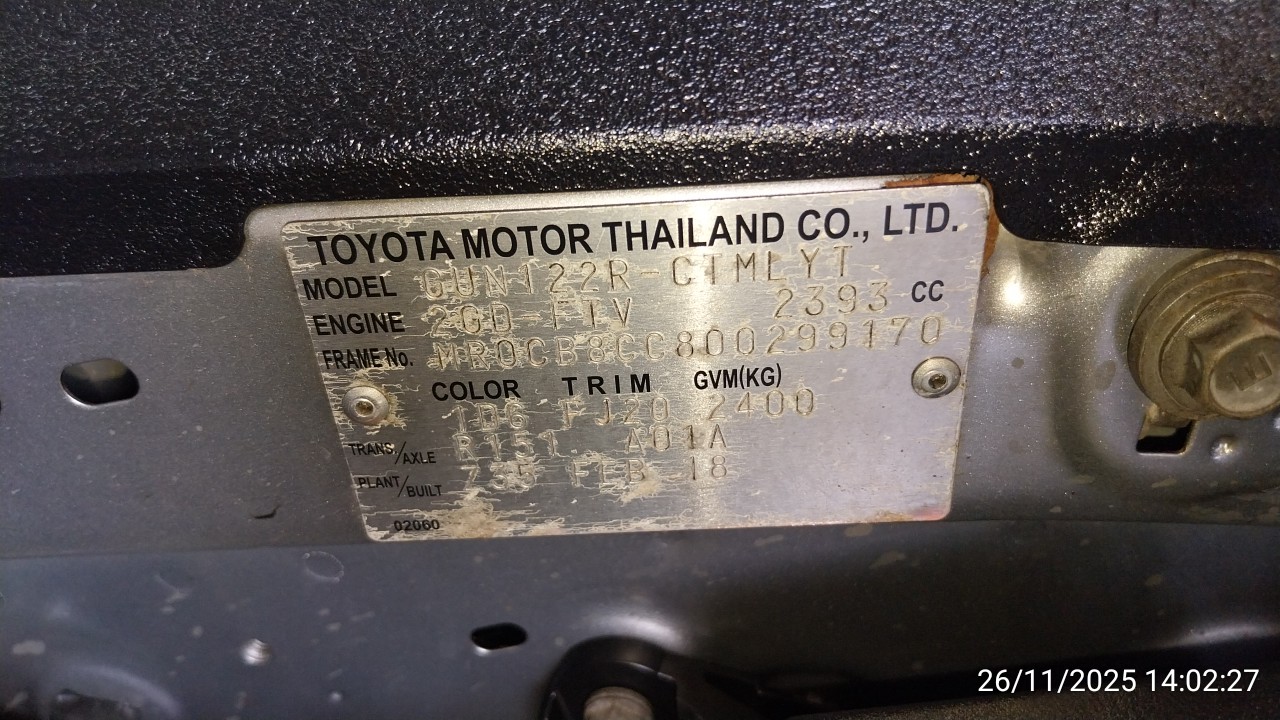 TOYOTA MOTOR THAILAND CO., LTD.
MODEL GUN122R-CTMLYT
ENGINE 2GD-FTV 2393 CC
FRAME No. MR0CB8CC800299170
COLOR TRIM GVM(KG)
1D6 FJ20 2400
TRANS/AXLE R151 A01A
PLANT/BUILT 735 FEB 18
02060
E
26/11/2025 14:02:27